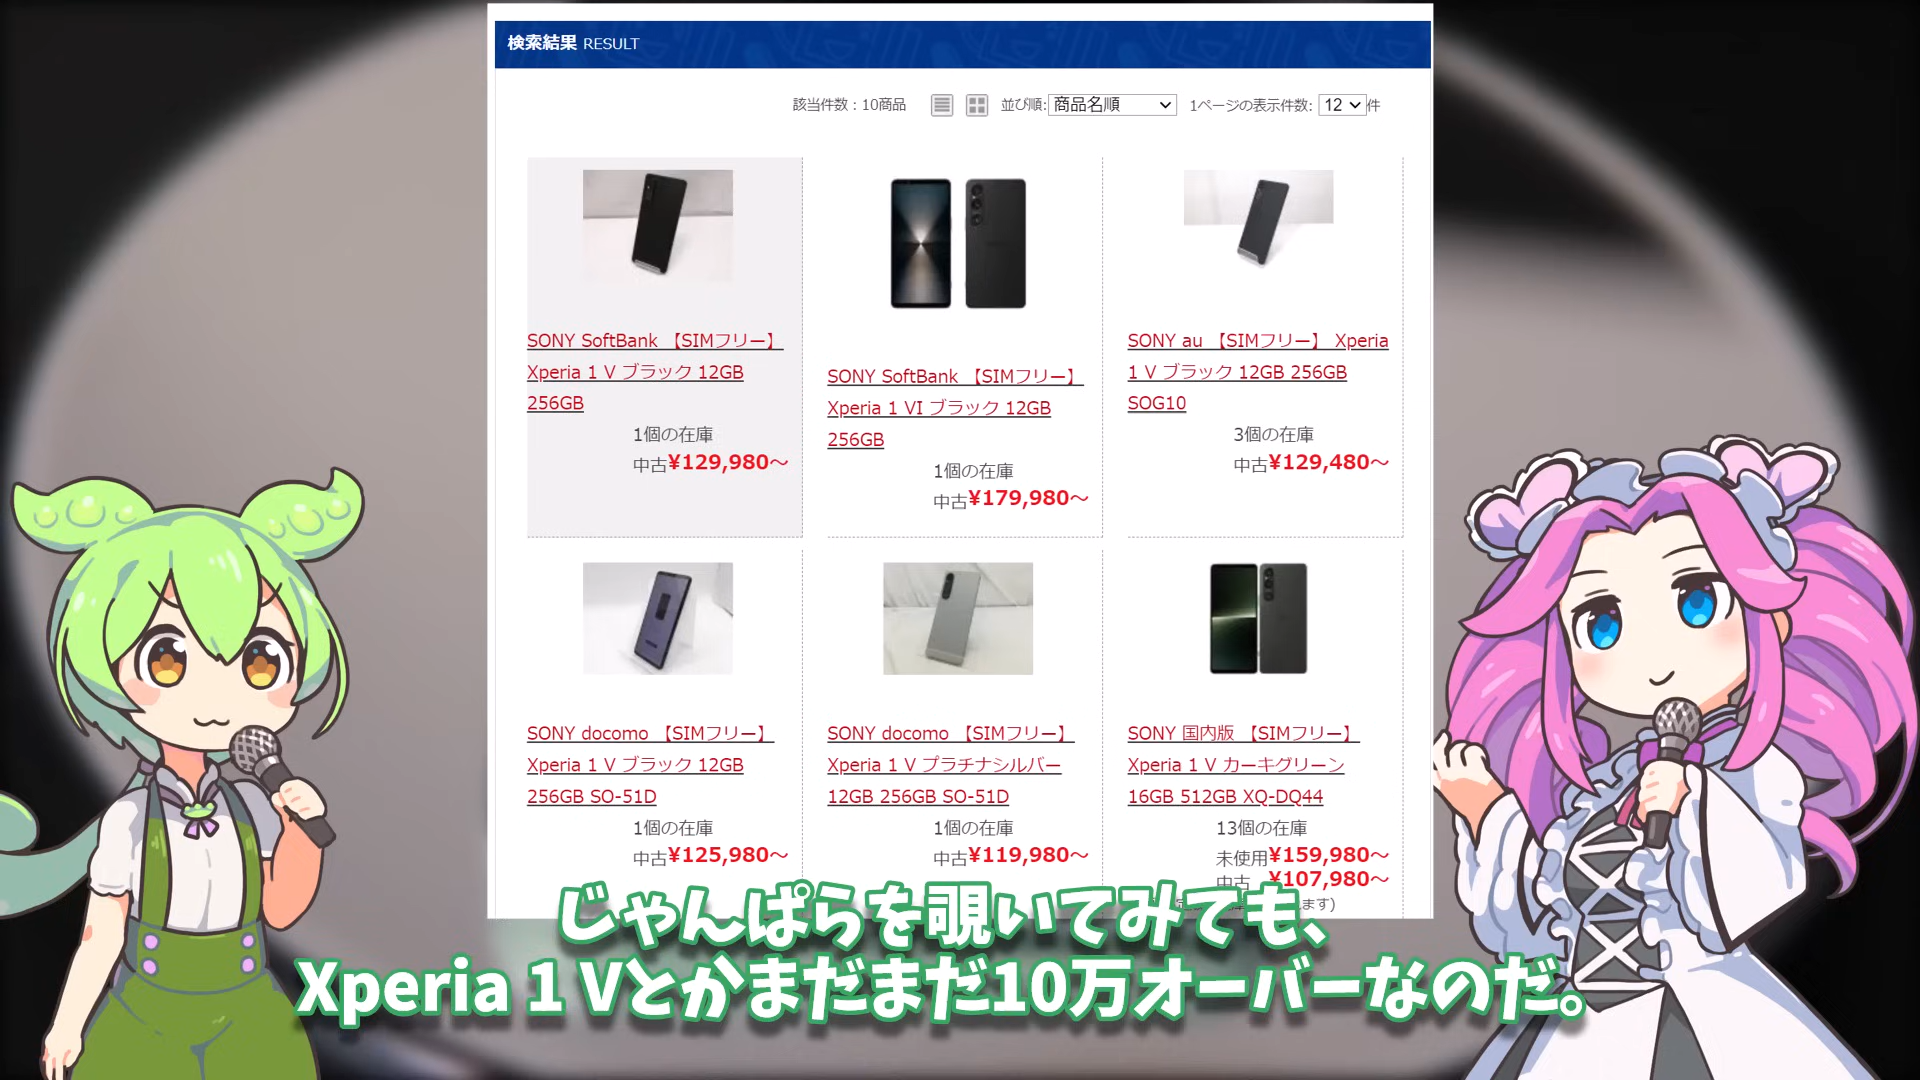 検索結果 RESULT
該当件数：10商品
並び順: 商品名順
1ページの表示件数: 12 件
SONY SoftBank 【SIMフリー】
Xperia 1 V ブラック 12GB
256GB
1個の在庫
中古¥129,980～
SONY SoftBank 【SIMフリー】
Xperia 1 VI ブラック 12GB
256GB
1個の在庫
中古¥179,980～
SONY au 【SIMフリー】 Xperia
1 V ブラック 12GB 256GB
SOG10
3個の在庫
中古¥129,480～
SONY docomo 【SIMフリー】
Xperia 1 V ブラック 12GB
256GB SO-51D
1個の在庫
中古¥125,980～
SONY docomo 【SIMフリー】
Xperia 1 V プラチナシルバー
12GB 256GB SO-51D
1個の在庫
中古¥119,980～
SONY 国内版 【SIMフリー】
Xperia 1 V カーキグリーン
16GB 512GB XQ-DQ44
13個の在庫
未使用¥159,980～
中古 ¥107,980～
ます)
じゃんぱらを覗いてみても、
Xperia 1 Vとかまだまだ10万オーバーなのだ。